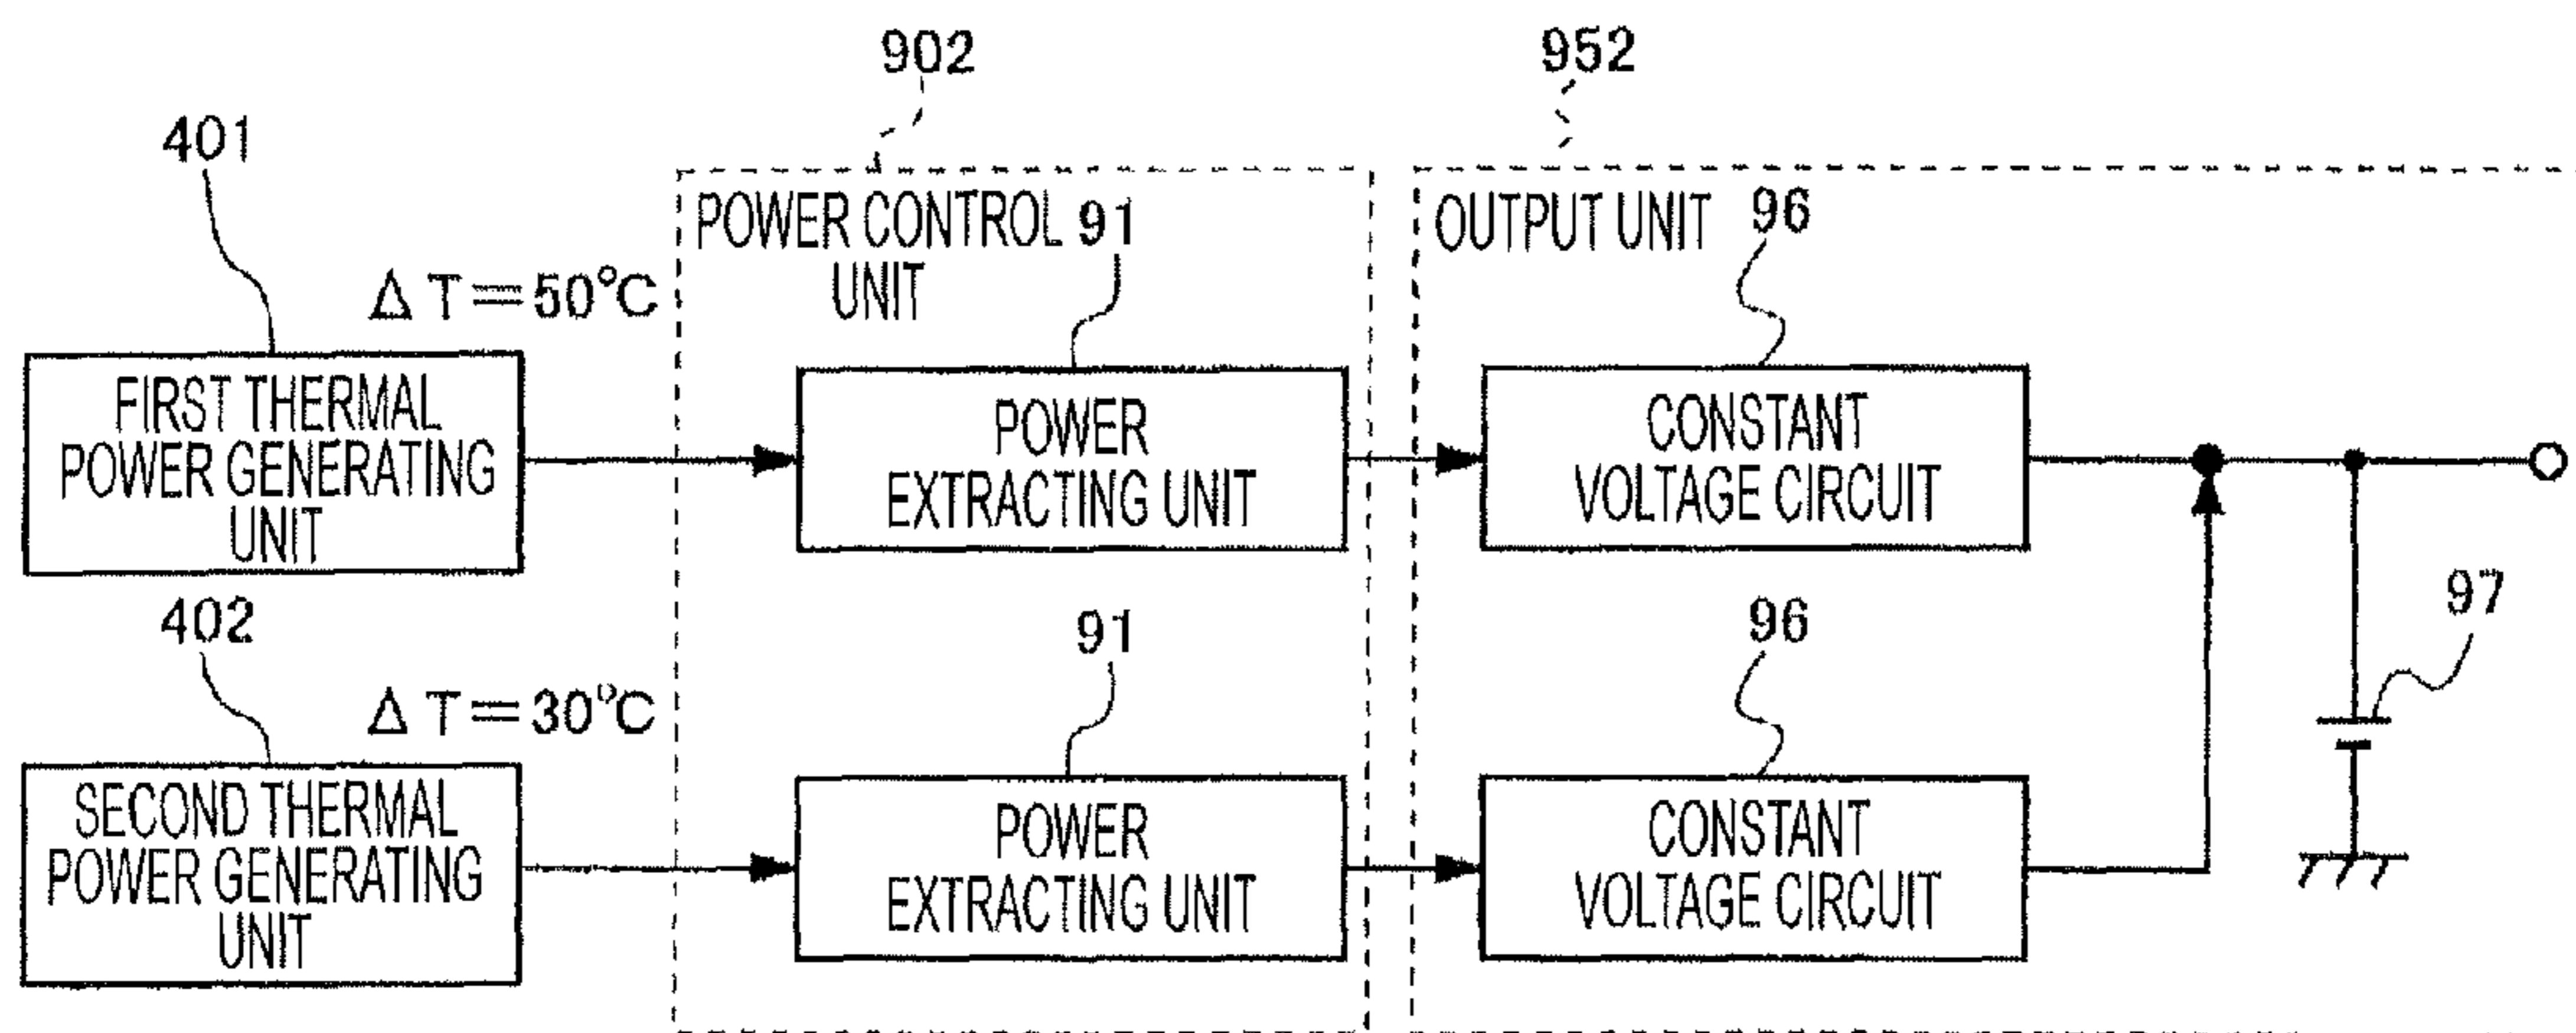 902
952
401
POWER CONTROL 91
UNIT
OUTPUT UNIT 96
Δ T=50°C
FIRST THERMAL
POWER GENERATING
UNIT
POWER
EXTRACTING UNIT
CONSTANT
VOLTAGE CIRCUIT
402
91
96
97
Δ T=30°C
SECOND THERMAL
POWER GENERATING
UNIT
POWER
EXTRACTING UNIT
CONSTANT
VOLTAGE CIRCUIT